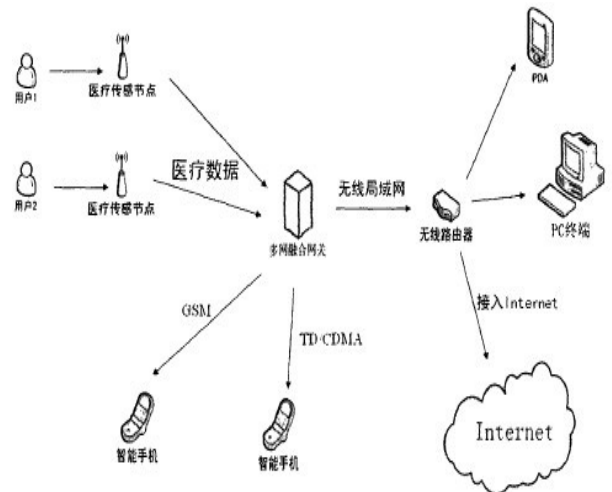 PDA
用户1
医疗传感节点
医疗数据
用户2
医疗传感节点
无线局域网
多网融合网关
无线路由器
PC终端
GSM
TD·CDMA
接入Internet
智能手机
智能手机
Internet